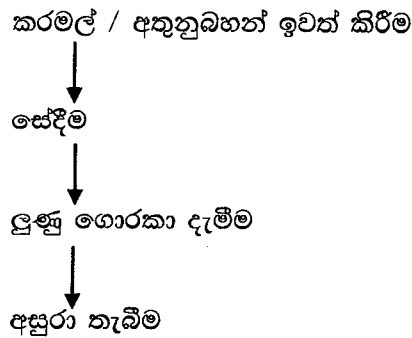 කරමල් / අතුනුබහන් ඉවත් කිරීම
සේදීම
ලුණු ගොරකා දැමීම
අසුරා තැබීම